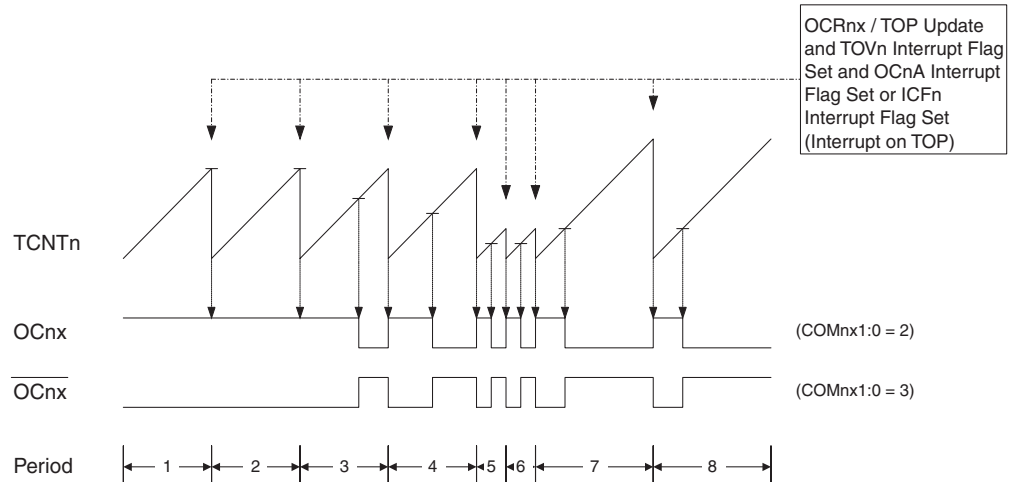 OCRnx / TOP Update
and TOVn Interrupt Flag
Set and OCnA Interrupt
Flag Set or ICFn
Interrupt Flag Set
(Interrupt on TOP)
TCNTn
OCnx
(COMnx1:0 = 2)
OCnx
(COMnx1:0 = 3)
Period
1 2 3 4 5 6 7 8